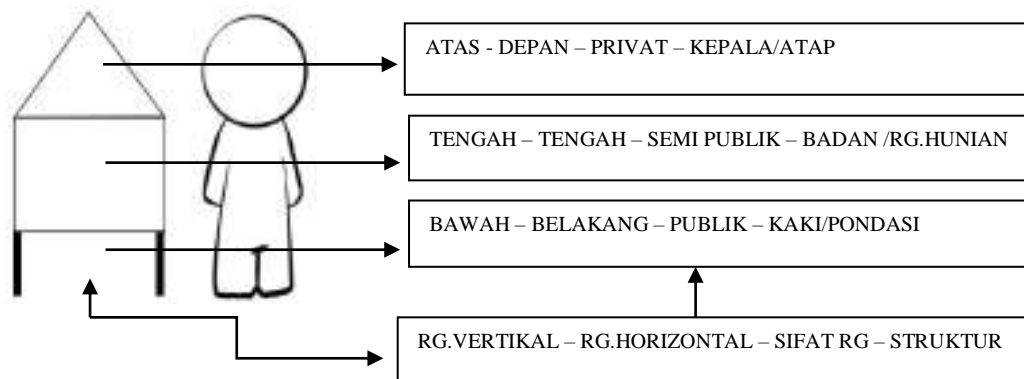 ATAS - DEPAN – PRIVAT – KEPALA/ATAP
TENGAH – TENGAH – SEMI PUBLIK – BADAN /RG.HUNIAN
BAWAH – BELAKANG – PUBLIK – KAKI/PONDASI
RG.VERTIKAL – RG.HORIZONTAL – SIFAT RG – STRUKTUR